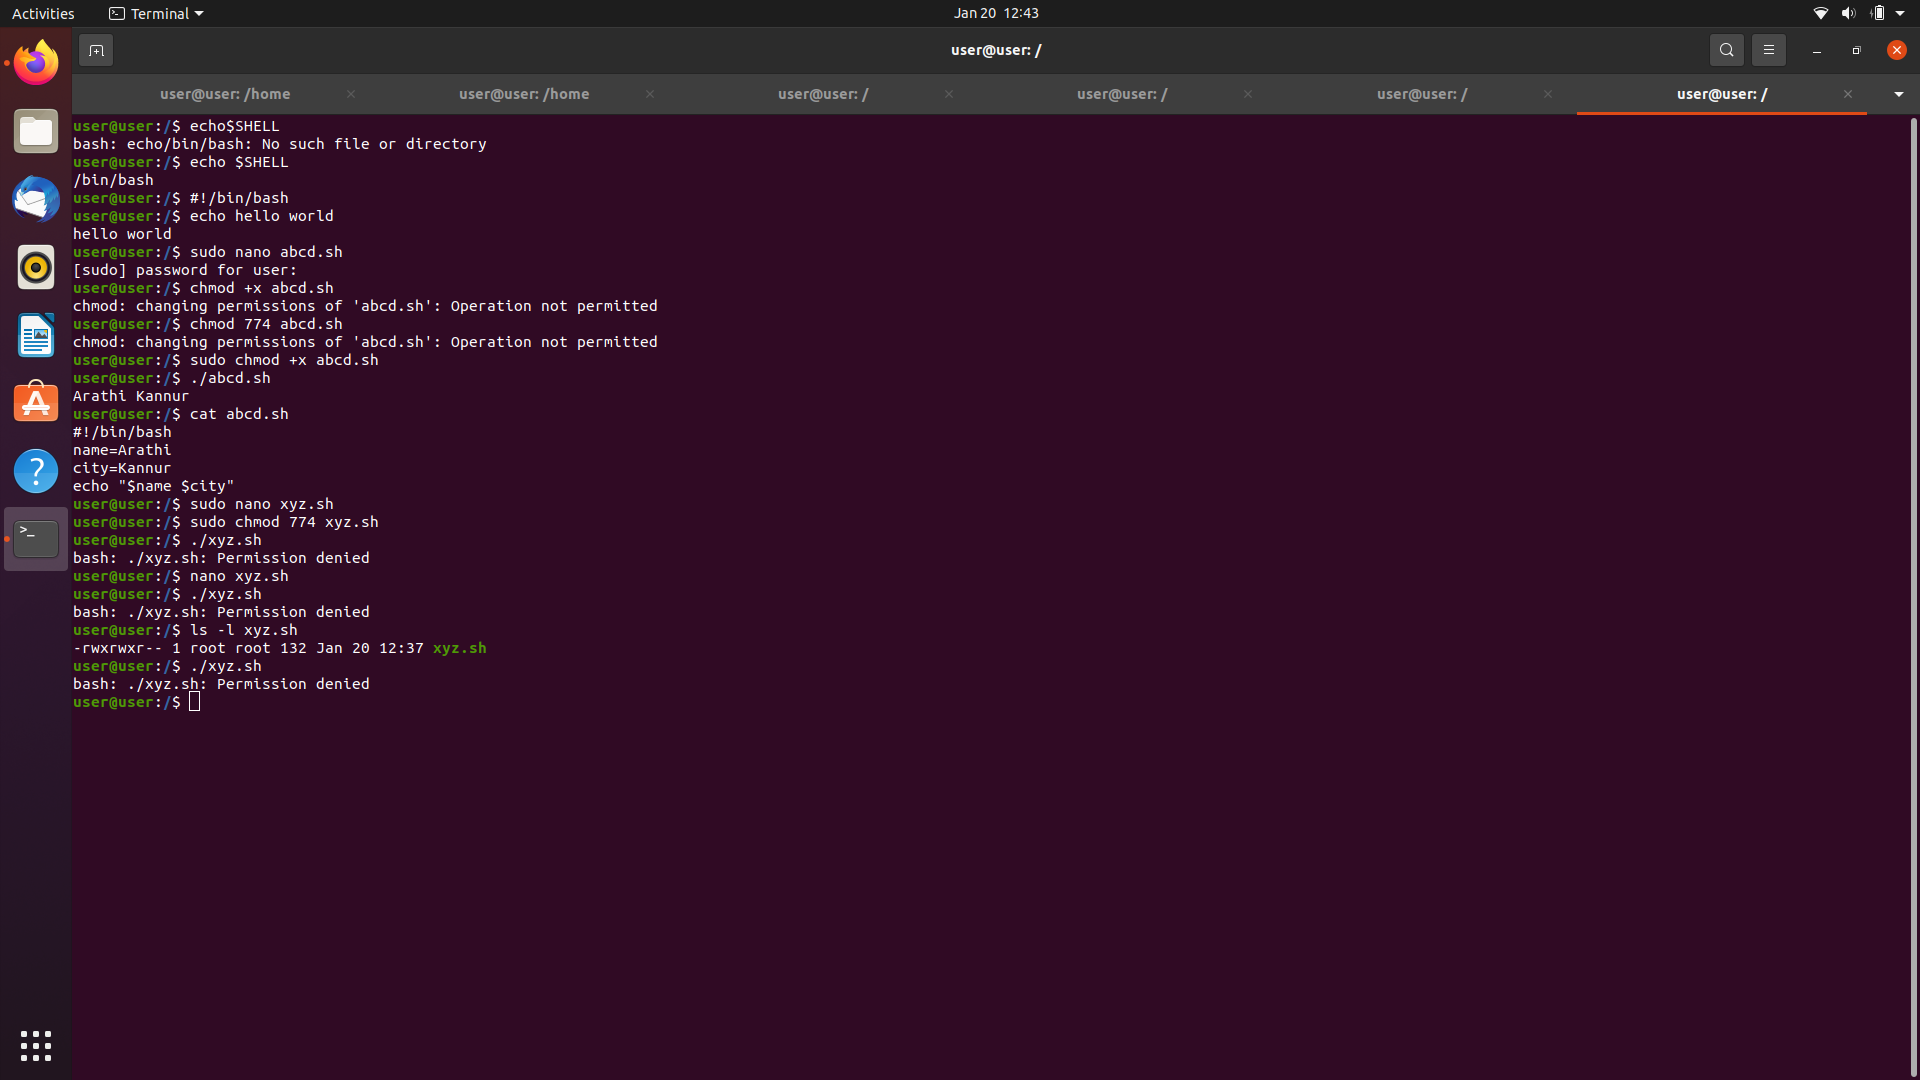 Activities
Terminal
Jan 20 12:43
user@user: /
user@user: /home
user@user: /home
user@user: /
user@user: /
user@user: /
user@user: /
user@user:/$ echo$SHELL
bash: echo/bin/bash: No such file or directory
user@user:/$ echo $SHELL
/bin/bash
user@user:/$ #!/bin/bash
user@user:/$ echo hello world
hello world
user@user:/$ sudo nano abcd.sh
[sudo] password for user:
user@user:/$ chmod +x abcd.sh
chmod: changing permissions of 'abcd.sh': Operation not permitted
user@user:/$ chmod 774 abcd.sh
chmod: changing permissions of 'abcd.sh': Operation not permitted
user@user:/$ sudo chmod +x abcd.sh
user@user:/$ ./abcd.sh
Arathi Kannur
user@user:/$ cat abcd.sh
#!/bin/bash
name=Arathi
city=Kannur
echo "$name $city"
user@user:/$ sudo nano xyz.sh
user@user:/$ sudo chmod 774 xyz.sh
user@user:/$ ./xyz.sh
bash: ./xyz.sh: Permission denied
user@user:/$ nano xyz.sh
user@user:/$ ./xyz.sh
bash: ./xyz.sh: Permission denied
user@user:/$ ls -l xyz.sh
-rwxrwxr-- 1 root root 132 Jan 20 12:37 xyz.sh
user@user:/$ ./xyz.sh
bash: ./xyz.sh: Permission denied
user@user:/$